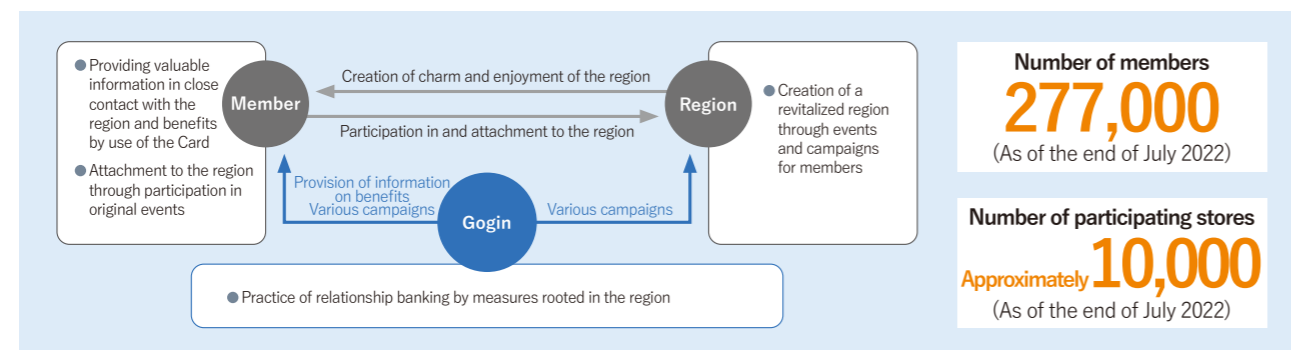 ● Providing valuable
information in close
contact with the
region and benefits
by use of the Card
● Attachment to the region
through participation in
original events
Member
Creation of charm and enjoyment of the region
Participation in and attachment to the region
Region
● Creation of a
revitalized region
through events
and campaigns
for members
Provision of information
on benefits
Various campaigns
Gogin
Various campaigns
● Practice of relationship banking by measures rooted in the region
Number of members
277,000
(As of the end of July 2022)
Number of participating stores
Approximately 10,000
(As of the end of July 2022)